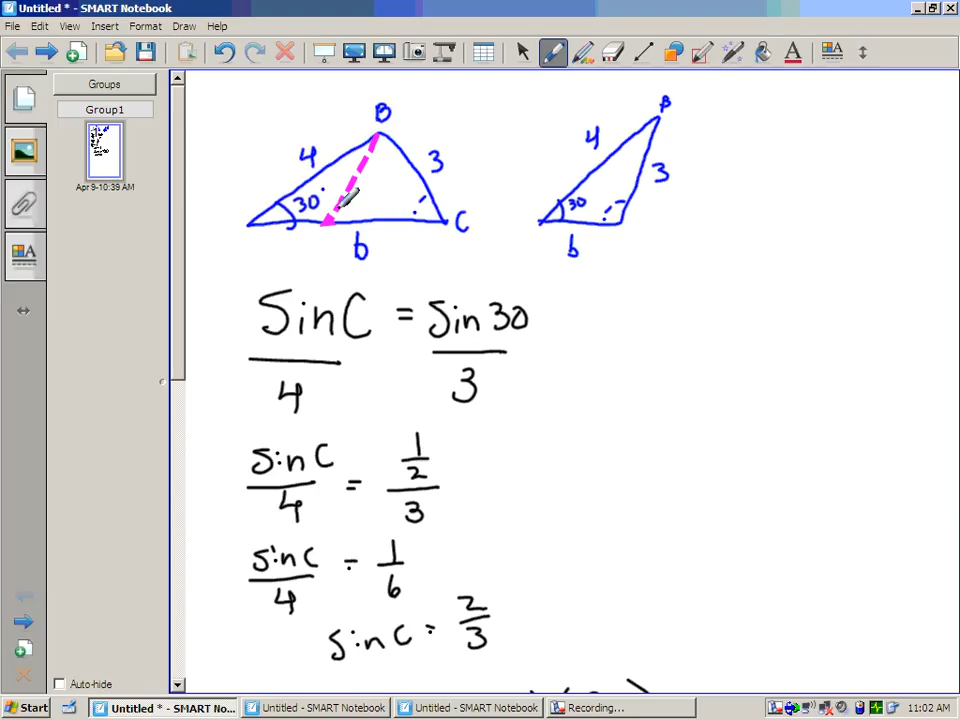 Untitled * - SMART Notebook
File Edit View Insert Format Draw Help
Groups
Group1
Apr 9-10:39 AM
B
4
3
30°
C
b
B
4
3
30
b
SinC = Sin 30
4 3
sinC = 1/2
4 3
sinC = 1
4 6
sinC = 2/3
Auto-hide
Start
Untitled * - SMART No...
Untitled - SMART Notebook
Untitled - SMART Notebook
Recording...
11:02 AM